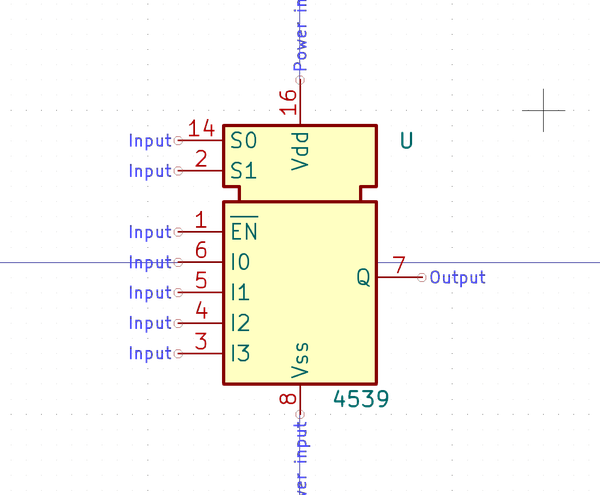 Power in
16
Input 14 S0 Vdd U
Input 2 S1
Input 1 EN
Input 6 I0
Input 5 I1 Q 7 Output
Input 4 I2
Input 3 I3 Vss
8 4539
wer input